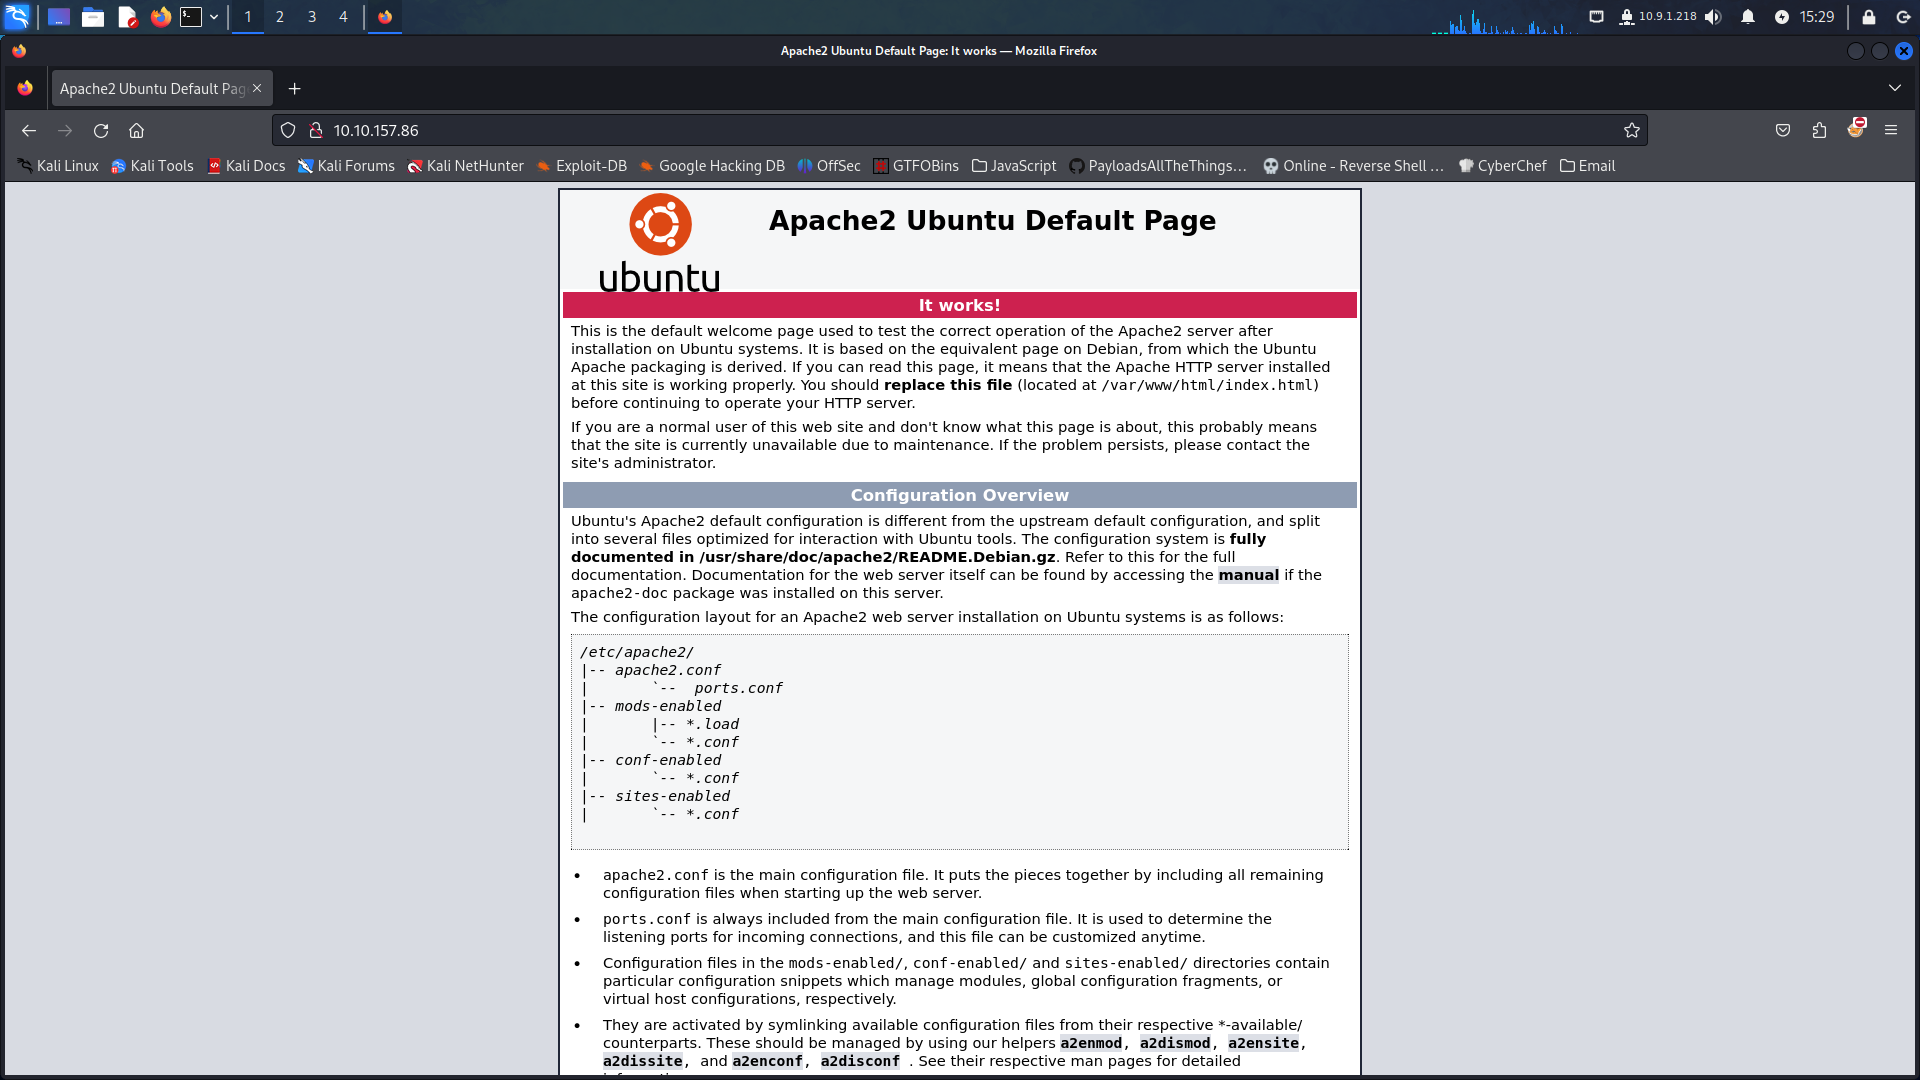 1 2 3 4 10.9.1.218 15:29
Apache2 Ubuntu Default Page: It works — Mozilla Firefox
Apache2 Ubuntu Default Pag
10.10.157.86
Kali Linux Kali Tools Kali Docs Kali Forums Kali NetHunter Exploit-DB Google Hacking DB OffSec GTFOBins JavaScript PayloadsAllTheThings… Online - Reverse Shell … CyberChef Email
Apache2 Ubuntu Default Page
ubuntu
It works!
This is the default welcome page used to test the correct operation of the Apache2 server after
installation on Ubuntu systems. It is based on the equivalent page on Debian, from which the Ubuntu
Apache packaging is derived. If you can read this page, it means that the Apache HTTP server installed
at this site is working properly. You should replace this file (located at /var/www/html/index.html)
before continuing to operate your HTTP server.
If you are a normal user of this web site and don't know what this page is about, this probably means
that the site is currently unavailable due to maintenance. If the problem persists, please contact the
site's administrator.
Configuration Overview
Ubuntu's Apache2 default configuration is different from the upstream default configuration, and split
into several files optimized for interaction with Ubuntu tools. The configuration system is fully
documented in /usr/share/doc/apache2/README.Debian.gz. Refer to this for the full
documentation. Documentation for the web server itself can be found by accessing the manual if the
apache2-doc package was installed on this server.
The configuration layout for an Apache2 web server installation on Ubuntu systems is as follows:
/etc/apache2/
|-- apache2.conf
|       `--  ports.conf
|-- mods-enabled
|       |-- *.load
|       `-- *.conf
|-- conf-enabled
|       `-- *.conf
|-- sites-enabled
|       `-- *.conf
• apache2.conf is the main configuration file. It puts the pieces together by including all remaining
configuration files when starting up the web server.
• ports.conf is always included from the main configuration file. It is used to determine the
listening ports for incoming connections, and this file can be customized anytime.
• Configuration files in the mods-enabled/, conf-enabled/ and sites-enabled/ directories contain
particular configuration snippets which manage modules, global configuration fragments, or
virtual host configurations, respectively.
• They are activated by symlinking available configuration files from their respective *-available/
counterparts. These should be managed by using our helpers a2enmod, a2dismod, a2ensite,
a2dissite, and a2enconf, a2disconf . See their respective man pages for detailed